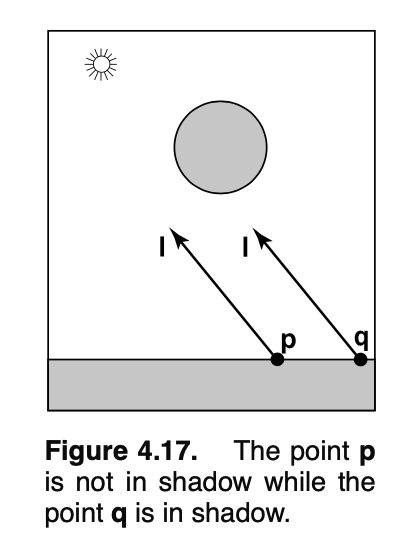 l l
p q
Figure 4.17. The point p
is not in shadow while the
point q is in shadow.